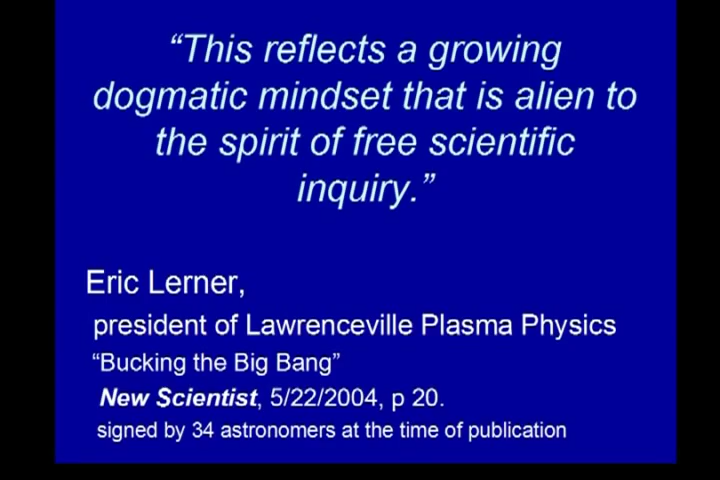 “This reflects a growing
dogmatic mindset that is alien to
the spirit of free scientific
inquiry.”
Eric Lerner,
president of Lawrenceville Plasma Physics
“Bucking the Big Bang”
New Scientist, 5/22/2004, p 20.
signed by 34 astronomers at the time of publication